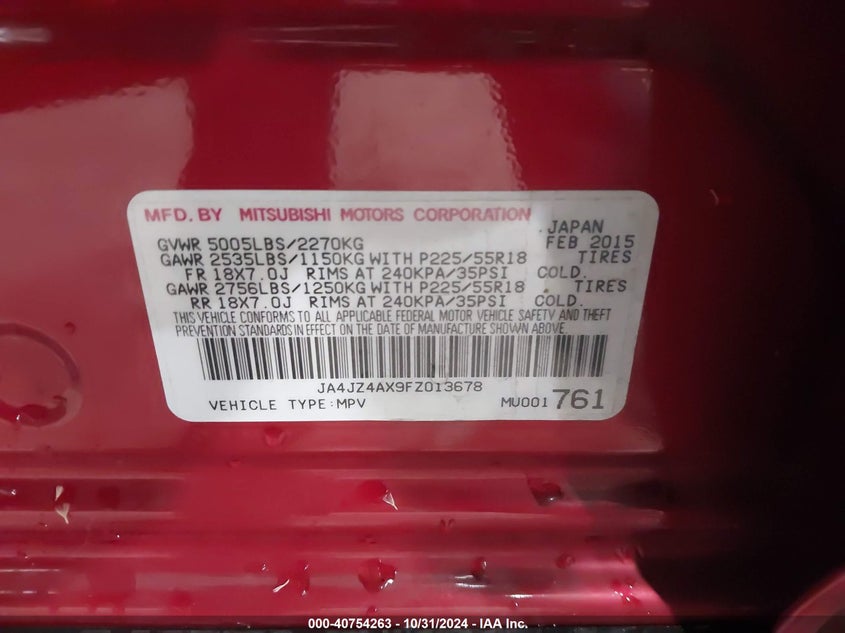 MFD. BY MITSUBISHI MOTORS CORPORATION. JAPAN
GVWR 5005LBS/2270KG FEB 2015
GAWR 2535LBS/1150KG WITH P225/55R18 TIRES
FR 18X7.0J RIMS AT 240KPA/35PSI COLD.
GAWR 2756LBS/1250KG WITH P225/55R18 . TIRES
RR 18X7.0J RIMS AT 240KPA/35PSI COLD.
THIS VEHICLE CONFORMS TO ALL APPLICABLE FEDERAL MOTOR VEHICLE SAFETY AND THEFT
PREVENTION STANDARDS IN EFFECT ON THE DATE OF MANUFACTURE SHOWN ABOVE.
JA4JZ4AX9FZ013678
VEHICLE TYPE:MPV MU001 761
000-40754263 - 10/31/2024 - IAA Inc.